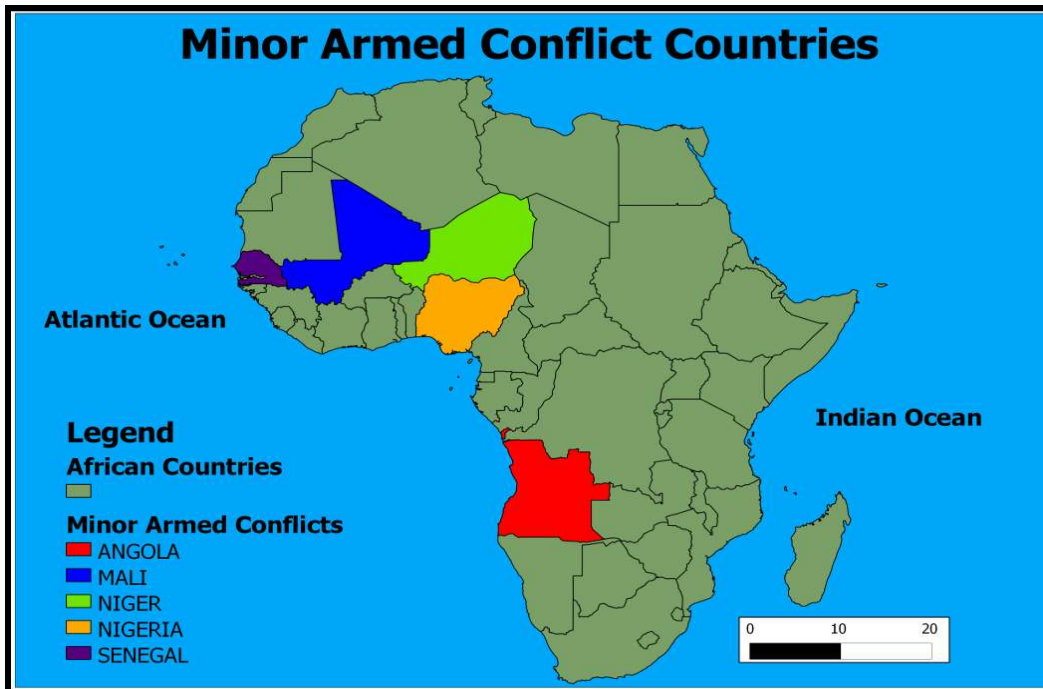 Minor Armed Conflict Countries
Atlantic Ocean
Indian Ocean
Legend
African Countries
Minor Armed Conflicts
ANGOLA
MALI
NIGER
NIGERIA
SENEGAL
0 10 20